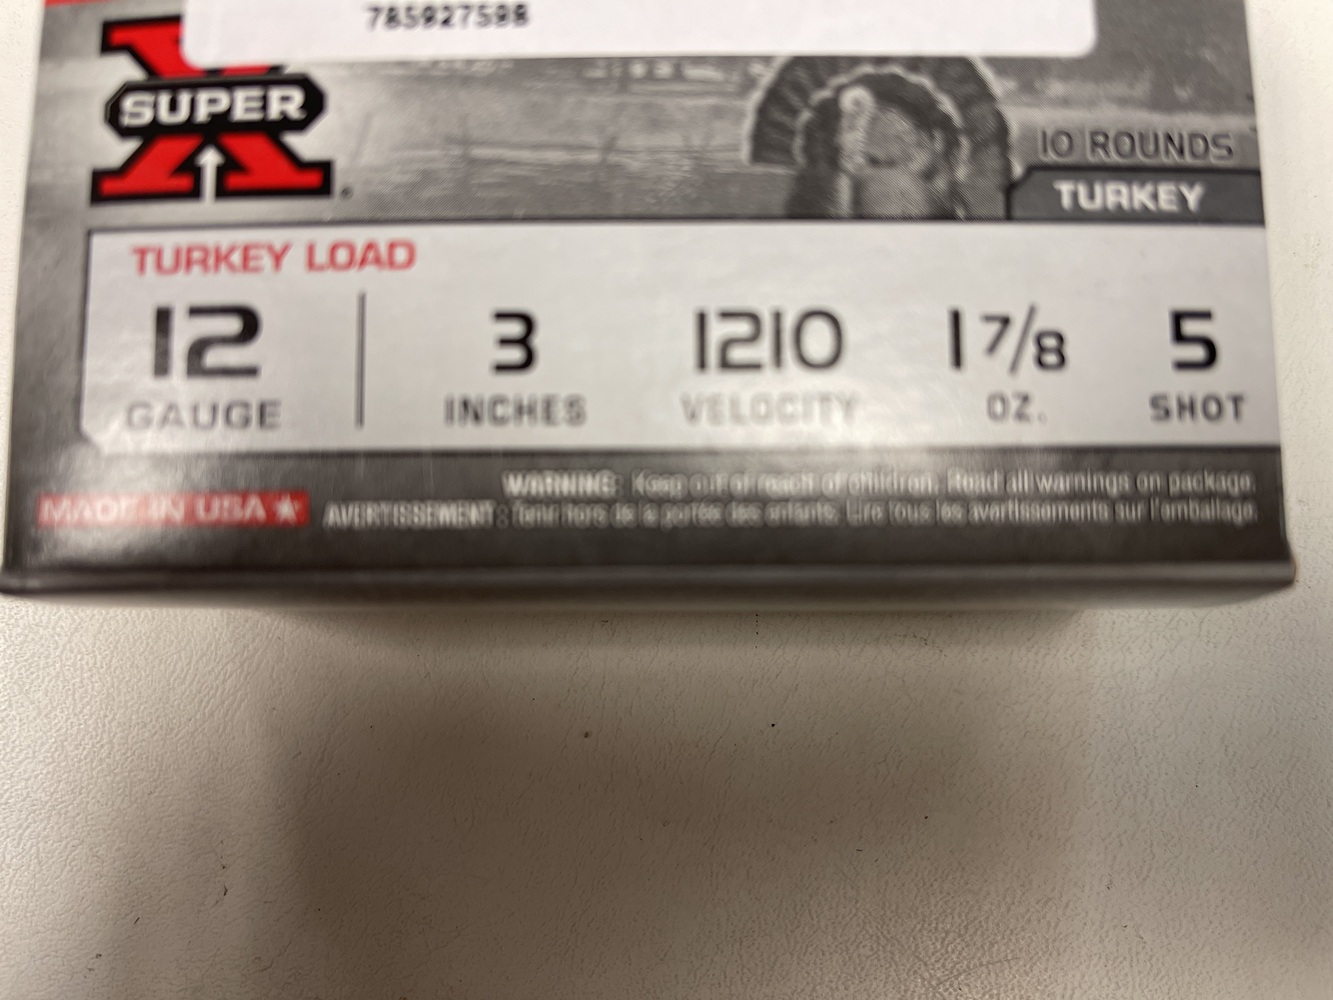 785927598
SUPER
X
10 ROUNDS
TURKEY
TURKEY LOAD
12
GAUGE
3
INCHES
1210
VELOCITY
1 7/8
OZ.
5
SHOT
MADE IN USA
WARNING: Keep out of reach of children. Read all warnings on package.
AVERTISSEMENT : Tenir hors de la portée des enfants. Lire tous les avertissements sur l'emballage.